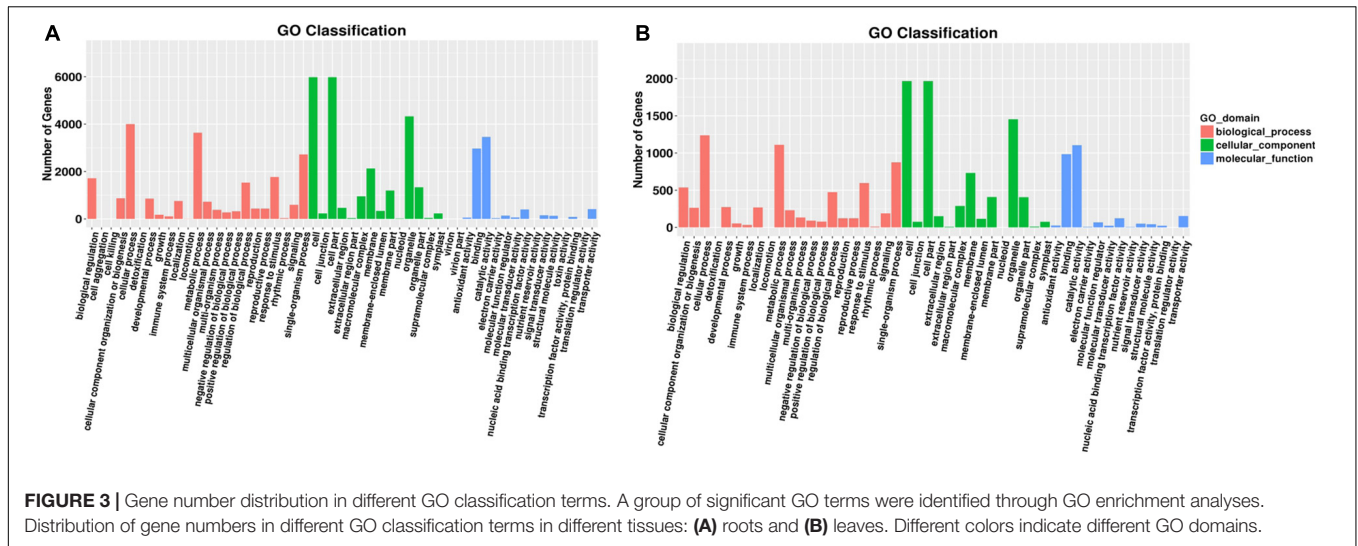 A
GO Classification
Number of Genes
6000
4000
2000
0
biological regulation
cell aggregation
cell killing
cellular component organization or biogenesis
cellular process
detoxification
developmental process
growth
immune system process
localization
locomotion
metabolic process
multicellular organismal process
multi-organism process
negative regulation of biological process
positive regulation of biological process
regulation of biological process
reproduction
reproductive process
response to stimulus
rhythmic process
signaling
single-organism process
cell
cell junction
cell part
extracellular region
extracellular region part
macromolecular complex
membrane
membrane-enclosed lumen
membrane part
nucleoid
organelle
organelle part
supramolecular complex
symplast
virion
virion part
antioxidant activity
binding
catalytic activity
electron carrier activity
molecular function regulator
molecular transducer activity
nucleic acid binding transcription factor activity
nutrient reservoir activity
signal transducer activity
structural molecule activity
toxin activity
transcription factor activity, protein binding
translation regulator activity
transporter activity
B
GO Classification
Number of Genes
2000
1500
1000
500
0
biological regulation
cellular component organization or biogenesis
cellular process
detoxification
developmental process
growth
immune system process
localization
locomotion
metabolic process
multicellular organismal process
multi-organism process
negative regulation of biological process
positive regulation of biological process
regulation of biological process
reproduction
reproductive process
response to stimulus
rhythmic process
signaling
single-organism process
cell
cell junction
cell part
extracellular region
extracellular region part
macromolecular complex
membrane
membrane-enclosed lumen
membrane part
nucleoid
organelle
organelle part
supramolecular complex
symplast
antioxidant activity
binding
catalytic activity
electron carrier activity
molecular function regulator
molecular transducer activity
nucleic acid binding transcription factor activity
nutrient reservoir activity
signal transducer activity
structural molecule activity
transcription factor activity, protein binding
translation regulator activity
transporter activity
GO_domain
biological_process
cellular_component
molecular_function
FIGURE 3 | Gene number distribution in different GO classification terms. A group of significant GO terms were identified through GO enrichment analyses.
Distribution of gene numbers in different GO classification terms in different tissues: (A) roots and (B) leaves. Different colors indicate different GO domains.